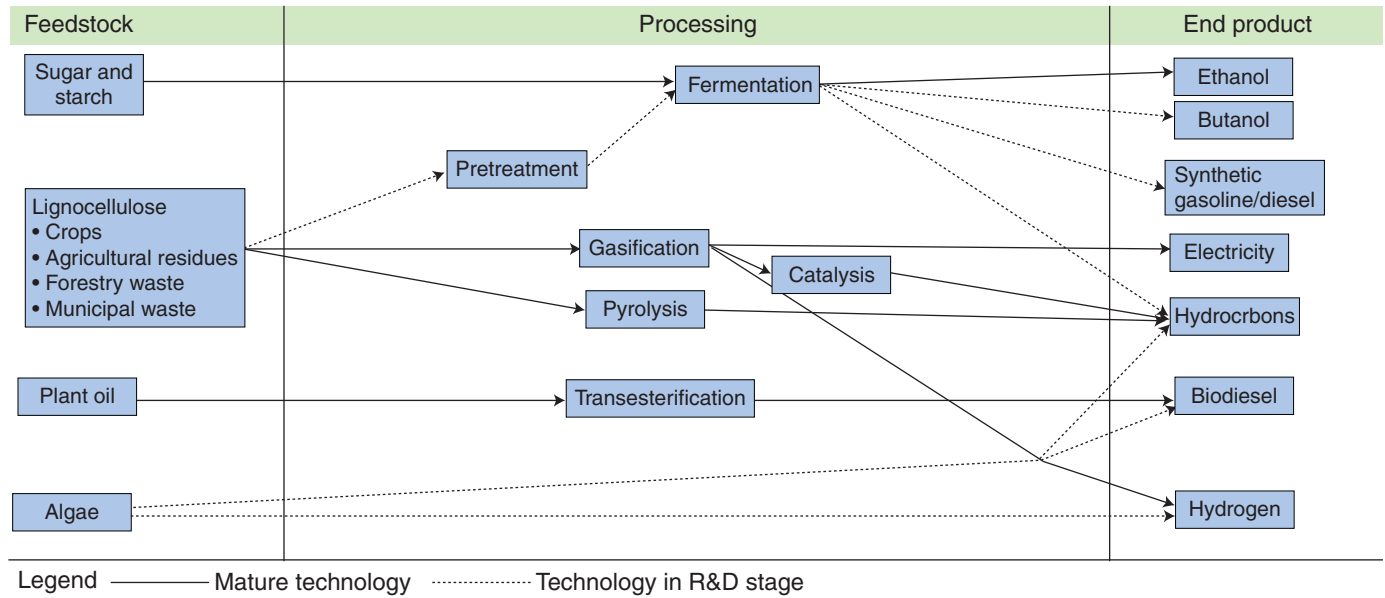 Feedstock
Processing
End product
Sugar and
starch
Fermentation
Ethanol
Butanol
Pretreatment
Synthetic
gasoline/diesel
Lignocellulose
• Crops
• Agricultural residues
• Forestry waste
• Municipal waste
Gasification
Electricity
Catalysis
Pyrolysis
Hydrocrbons
Plant oil
Transesterification
Biodiesel
Algae
Hydrogen
Legend
Mature technology
Technology in R&D stage